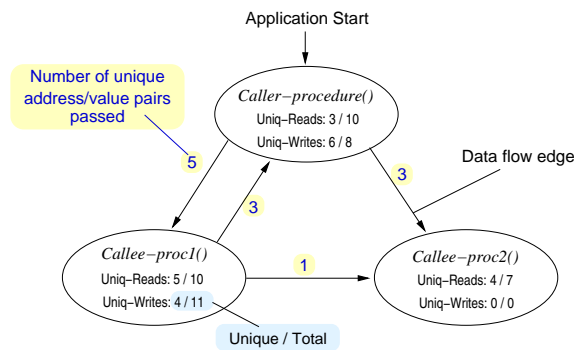 Application Start
Number of unique
address/value pairs
passed
Caller−procedure()
Uniq−Reads: 3 / 10
Uniq−Writes: 6 / 8
5
3
3
Data flow edge
Callee−proc1()
Uniq−Reads: 5 / 10
Uniq−Writes: 4 / 11
1
Callee−proc2()
Uniq−Reads: 4 / 7
Uniq−Writes: 0 / 0
Unique / Total